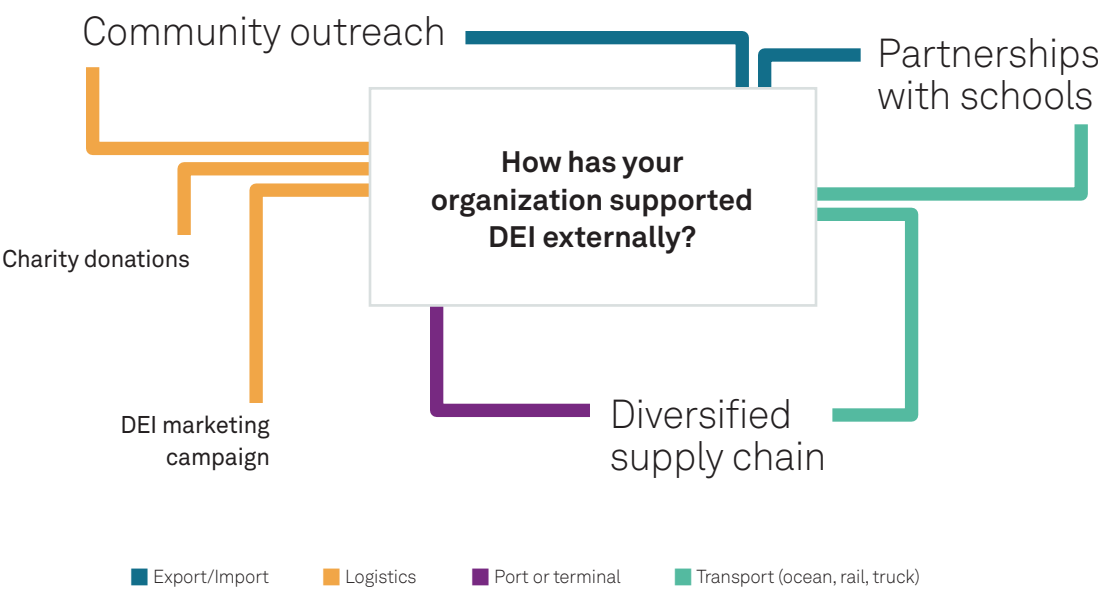 Community outreach
Partnerships
with schools
How has your
organization supported
DEI externally?
Charity donations
DEI marketing
campaign
Diversified
supply chain
Export/Import
Logistics
Port or terminal
Transport (ocean, rail, truck)